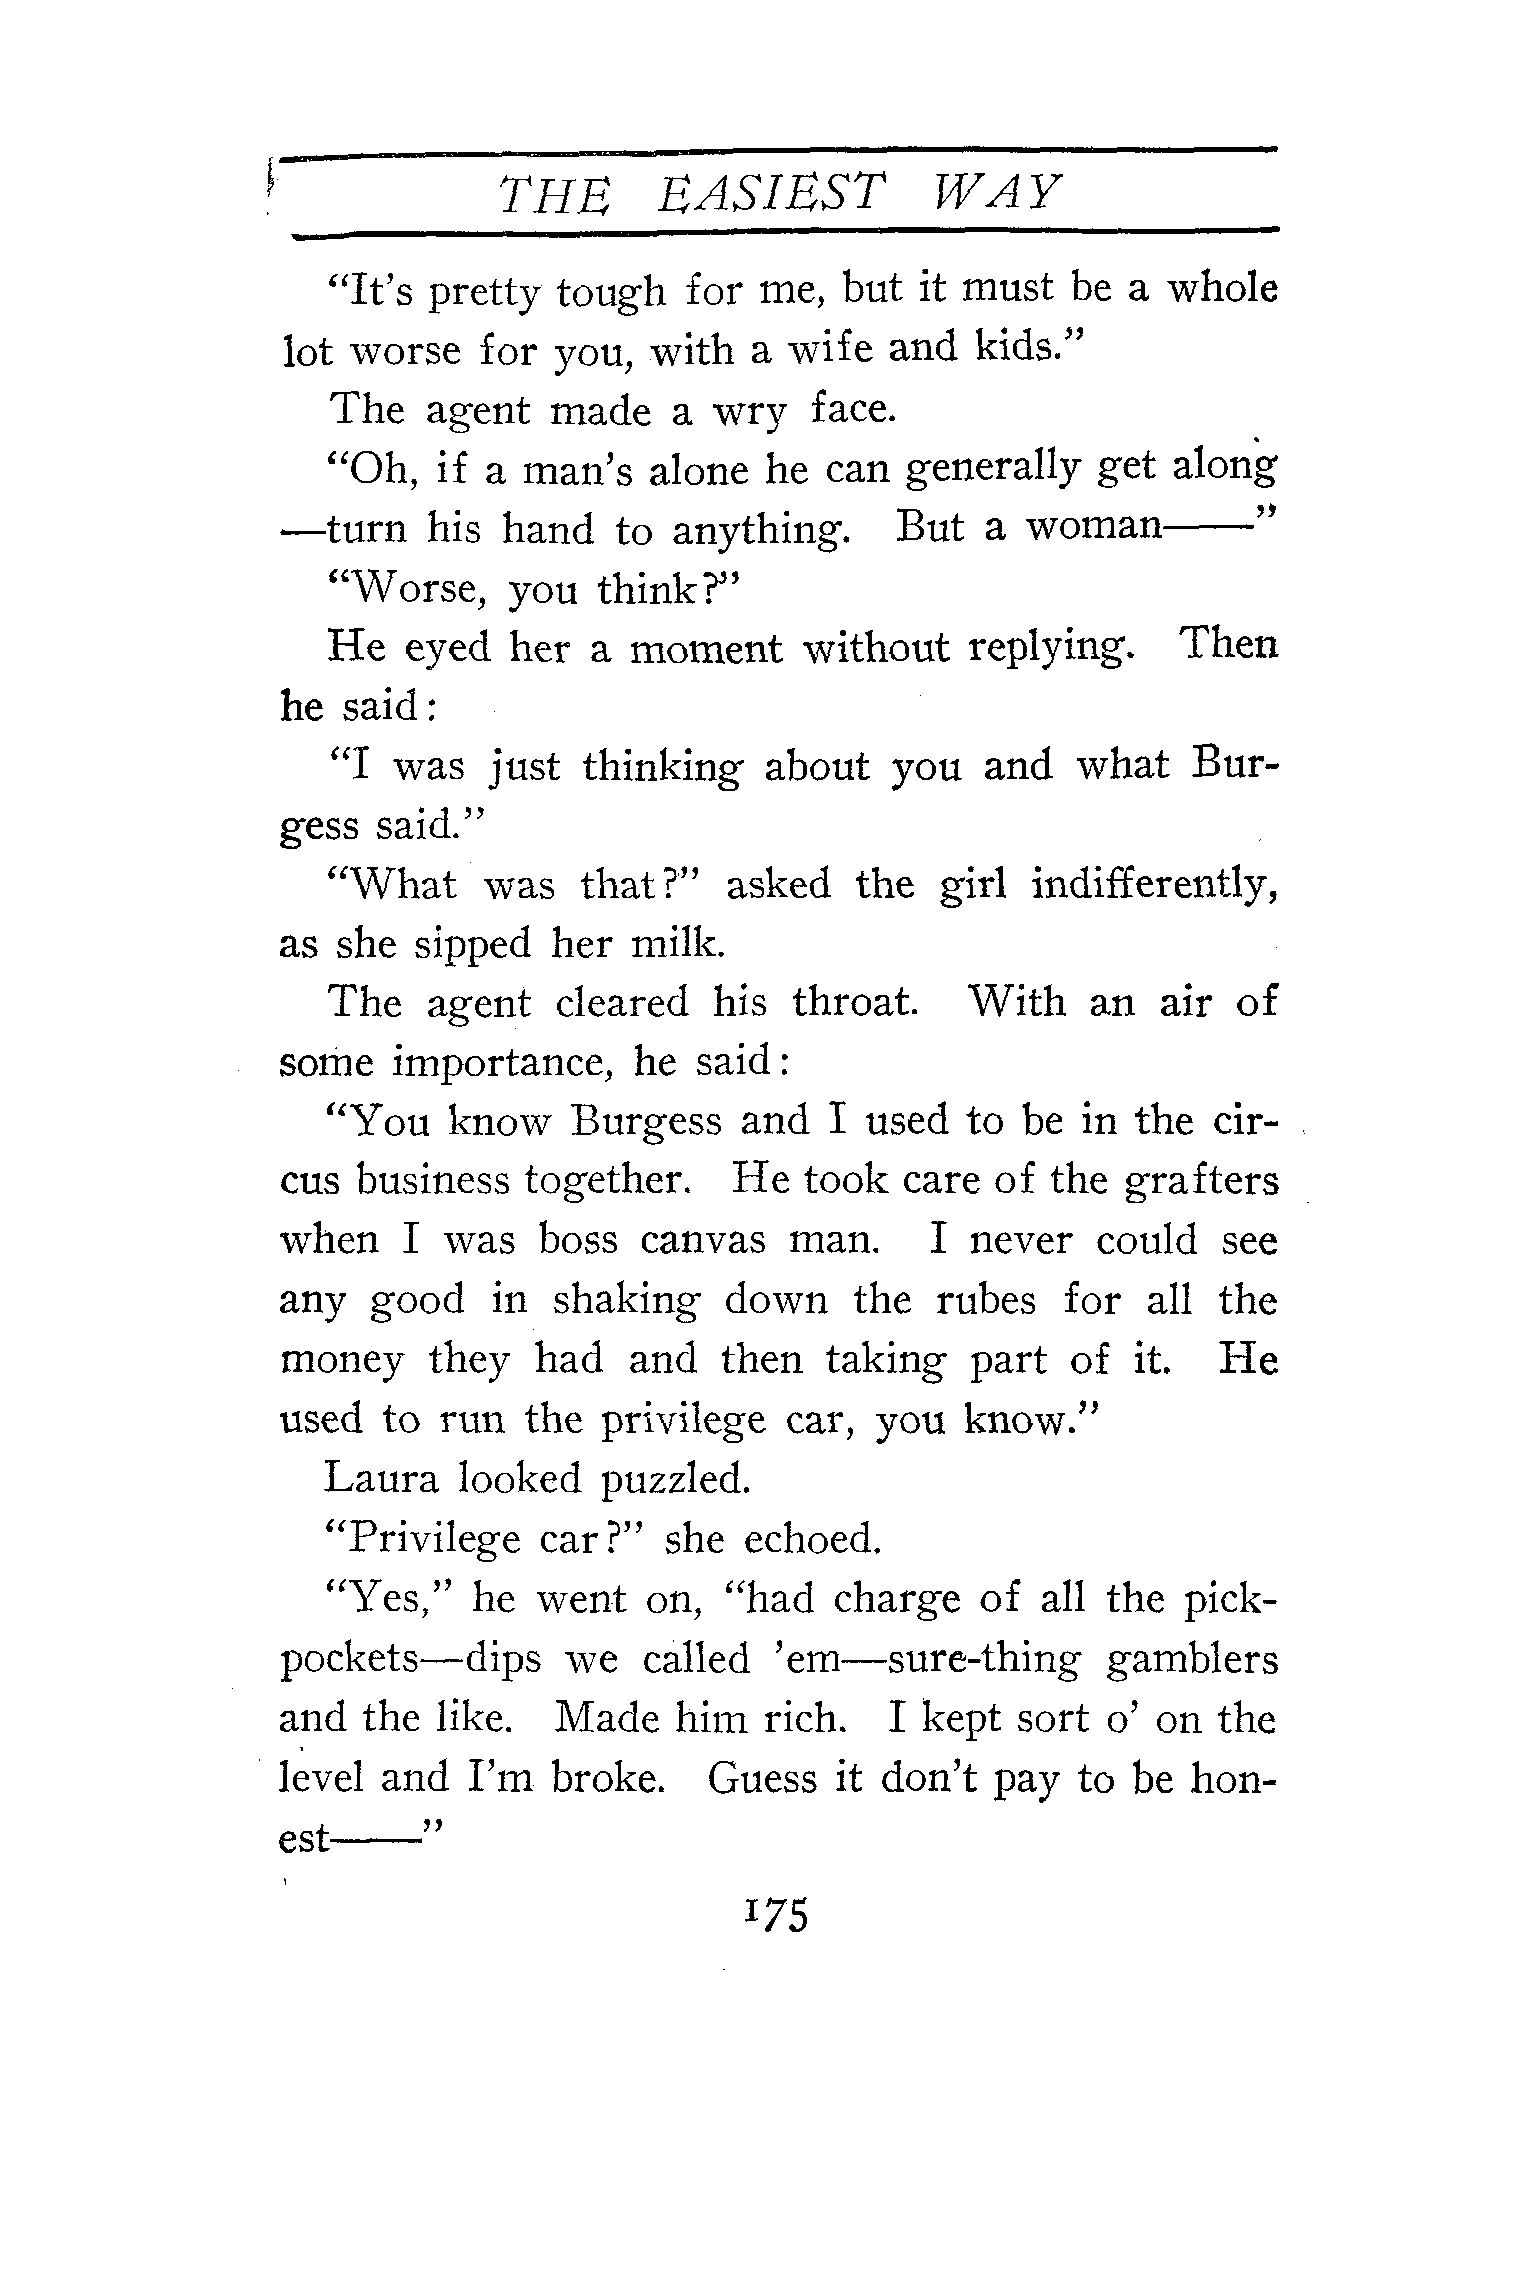 THE EASIEST WAY
“It's pretty tough for me, but it must be a whole
lot worse for you, with a wife and kids.”
The agent made a wry face.
“Oh, if a man's alone he can generally get along
—turn his hand to anything. But a woman——”
“Worse, you think?”
He eyed her a moment without replying. Then
he said:
“I was just thinking about you and what Bur-
gess said.”
“What was that?” asked the girl indifferently,
as she sipped her milk.
The agent cleared his throat. With an air of
some importance, he said:
“You know Burgess and I used to be in the cir-
cus business together. He took care of the grafters
when I was boss canvas man. I never could see
any good in shaking down the rubes for all the
money they had and then taking part of it. He
used to run the privilege car, you know.”
Laura looked puzzled.
“Privilege car?” she echoed.
“Yes,” he went on, “had charge of all the pick-
pockets—dips we called ’em—sure-thing gamblers
and the like. Made him rich. I kept sort o’ on the
level and I’m broke. Guess it don’t pay to be hon-
est——”
175